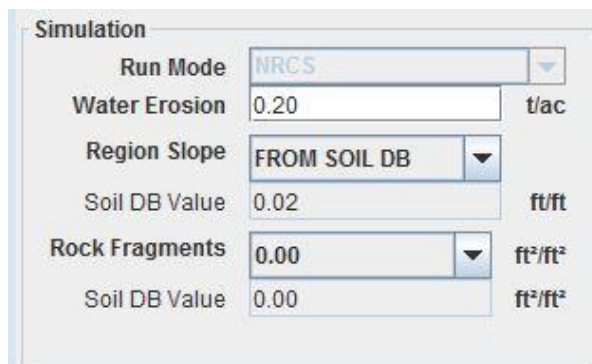 Simulation
Run Mode NRCS
Water Erosion 0.20 t/ac
Region Slope FROM SOIL DB
Soil DB Value 0.02 ft/ft
Rock Fragments 0.00 ft²/ft²
Soil DB Value 0.00 ft²/ft²